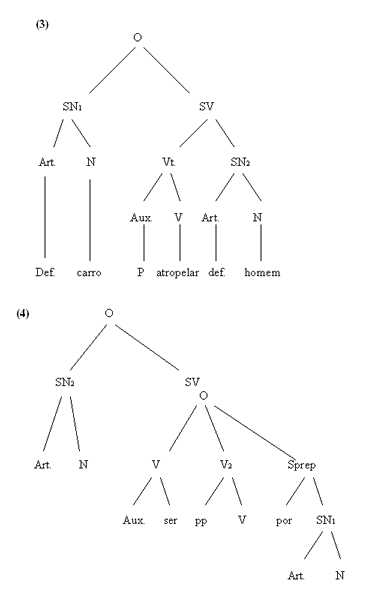 (3)
O
SN1 SV
Art. N Vt. SN2
Aux. V Art. N
Def. carro P atropelar def. homem
(4)
O
SN2 SV
O
Art. N V V2 Sprep
Aux. ser pp V por SN1
Art. N